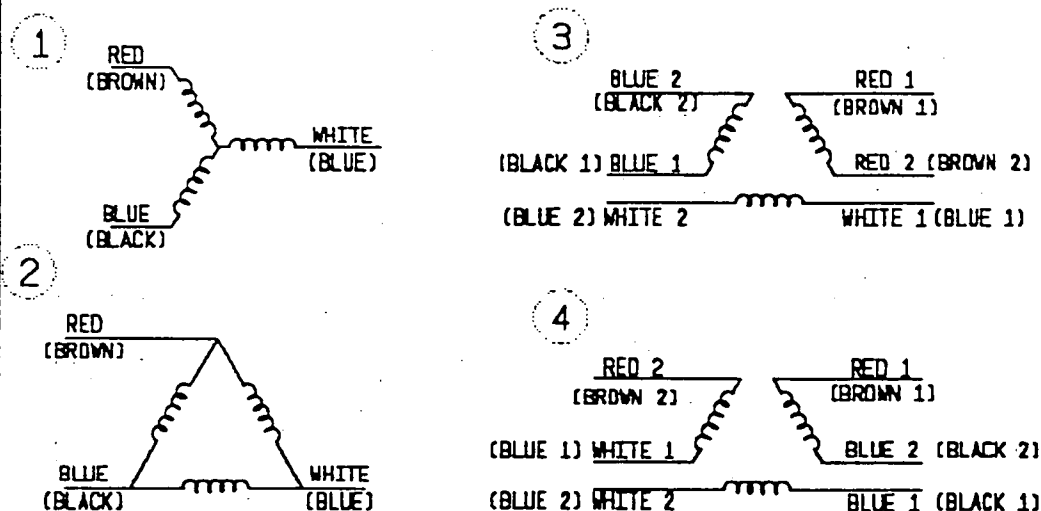 1
RED
(BROWN)
WHITE
(BLUE)
BLUE
(BLACK)
2
RED
(BROWN)
BLUE
(BLACK)
WHITE
(BLUE)
3
BLUE 2
(BLACK 2)
RED 1
(BROWN 1)
(BLACK 1) BLUE 1
RED 2 (BROWN 2)
(BLUE 2) WHITE 2
WHITE 1 (BLUE 1)
4
RED 2
(BROWN 2)
RED 1
(BROWN 1)
(BLUE 1) WHITE 1
BLUE 2 (BLACK 2)
(BLUE 2) WHITE 2
BLUE 1 (BLACK 1)